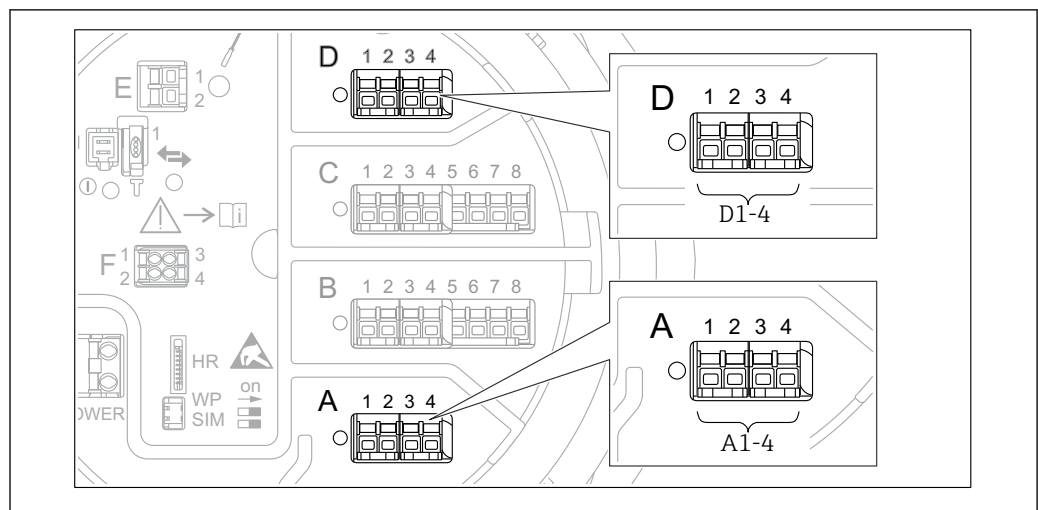 D 1 2 3 4
E 1
2
1
C 1 2 3 4 5 6 7 8
i
F 1 3
2 4
B 1 2 3 4 5 6 7 8
HR
WP on
SIM
OWER
A 1 2 3 4
D 1 2 3 4
D1-4
A 1 2 3 4
A1-4